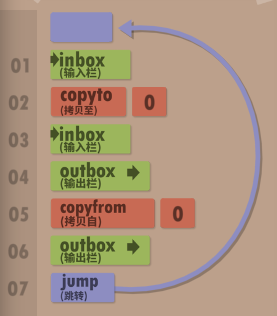 01 inbox
(输入栏)
02 copyto 0
(拷贝至)
03 inbox
(输入栏)
04 outbox
(输出栏)
05 copyfrom 0
(拷贝自)
06 outbox
(输出栏)
07 jump
(跳转)